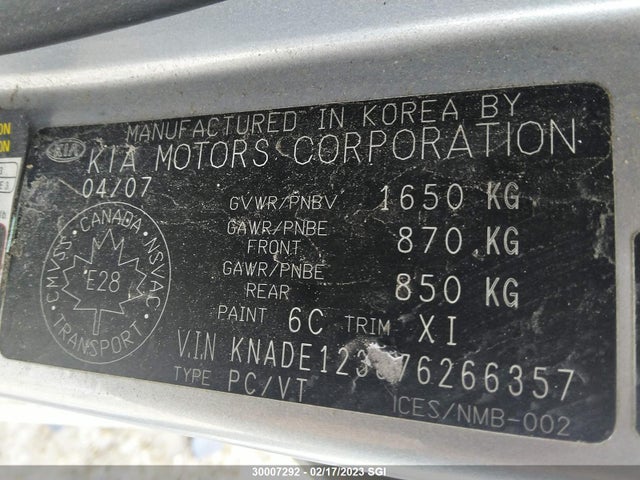 MANUFACTURED IN KOREA BY
KIA KIA MOTORS CORPORATION
04/07
GVWR/PNBV 1650 KG
GAWR/PNBE
FRONT 870 KG
GAWR/PNBE
REAR 850 KG
CMVSS · CANADA · NSVAC
E28
TRANSPORT
PAINT 6C TRIM XI
V.I.N
TYPE PC/VT ICES/NMB-002
30007292 - 02/17/2023 SGI